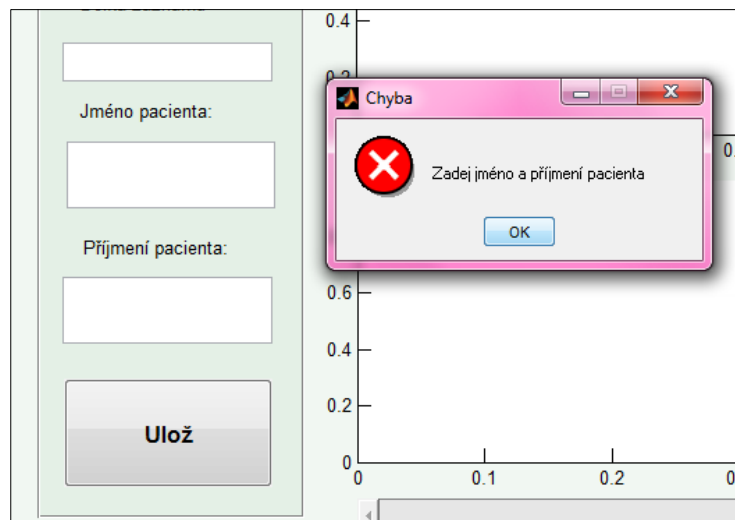 0.4
Jméno pacienta:
Příjmení pacienta:
Ulož
Chyba
Zadej jméno a příjmení pacienta
OK
0.6
0.4
0.2
0
0
0.1
0.2